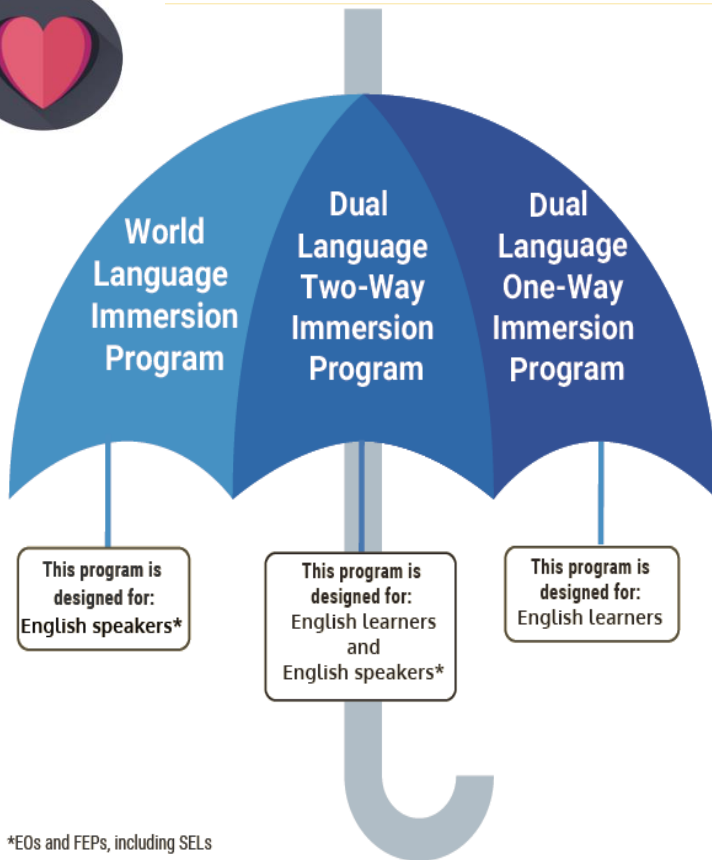 World
Language
Immersion
Program
Dual
Language
Two-Way
Immersion
Program
Dual
Language
One-Way
Immersion
Program
This program is
designed for:
English speakers*
This program is
designed for:
English learners
and
English speakers*
This program is
designed for:
English learners
*EOs and FEPs, including SELs